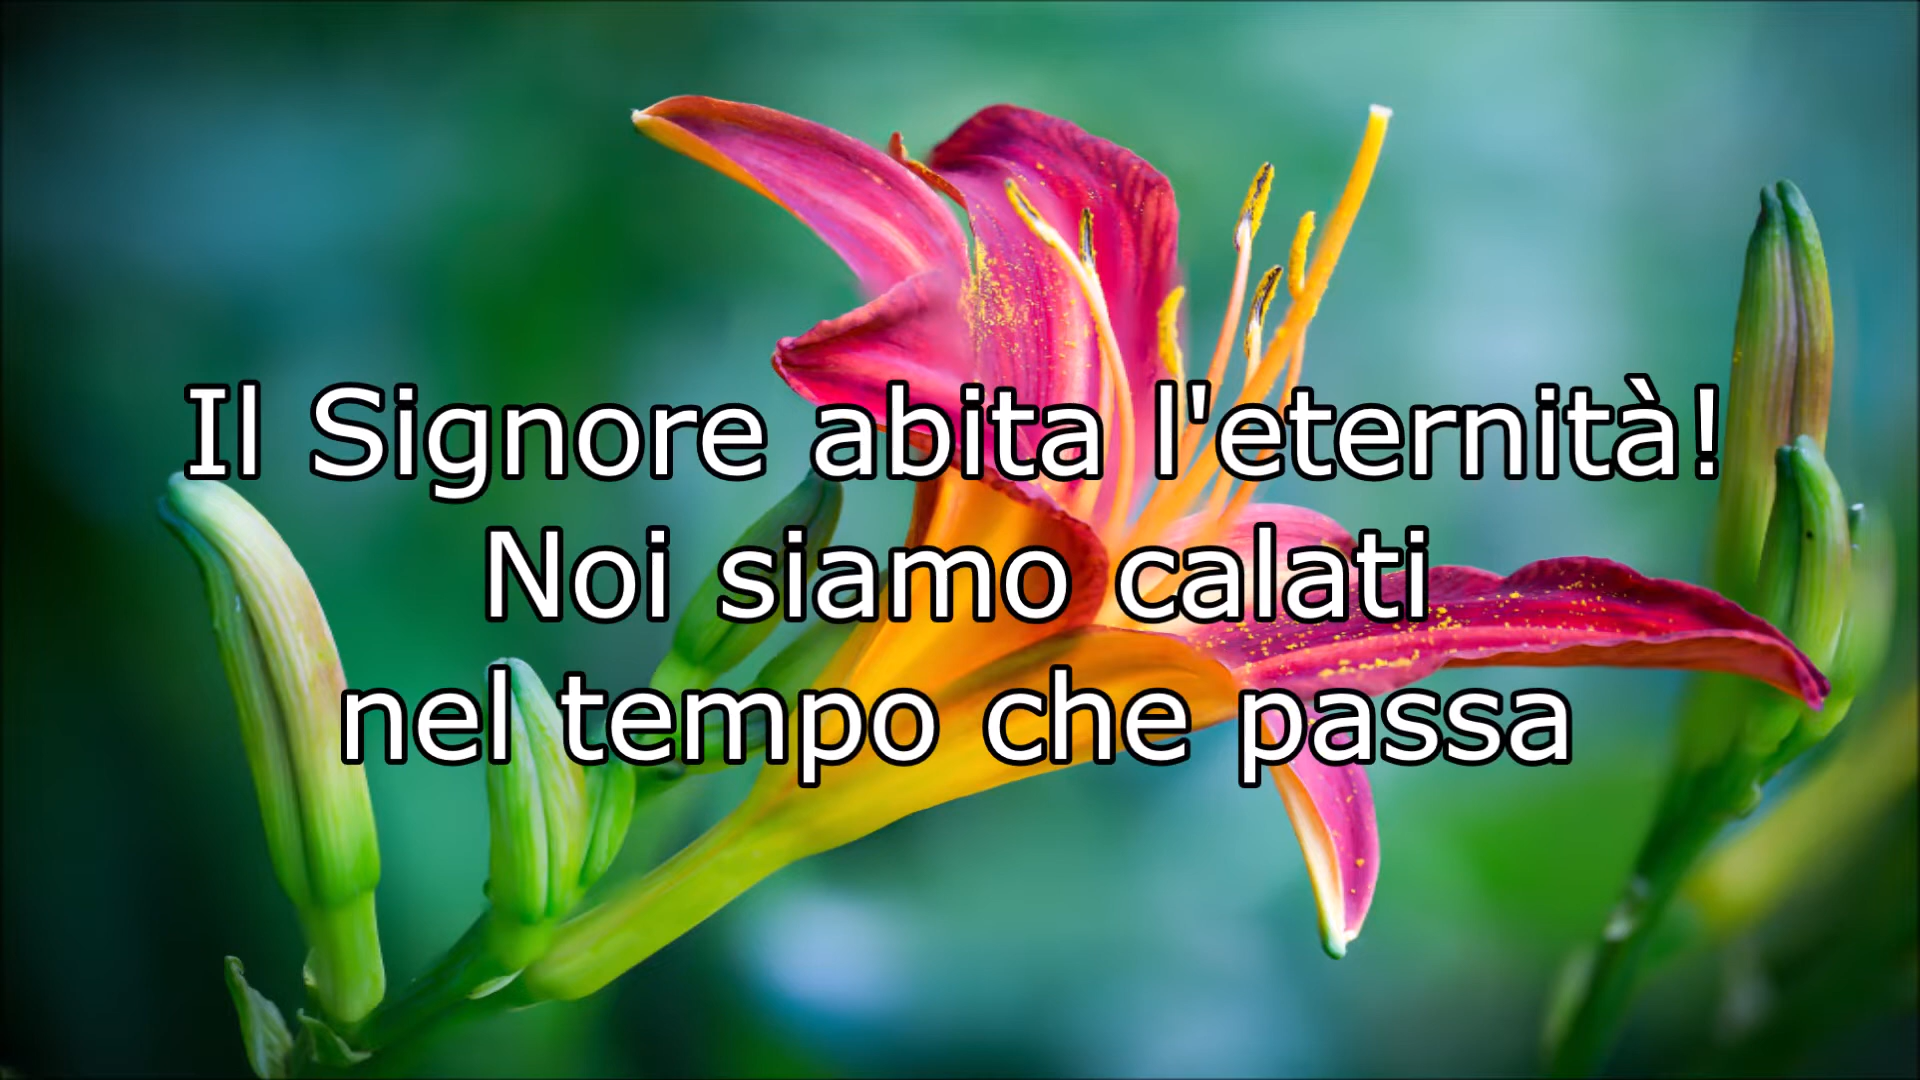 Il Signore abita l'eternità!
Noi siamo calati
nel tempo che passa